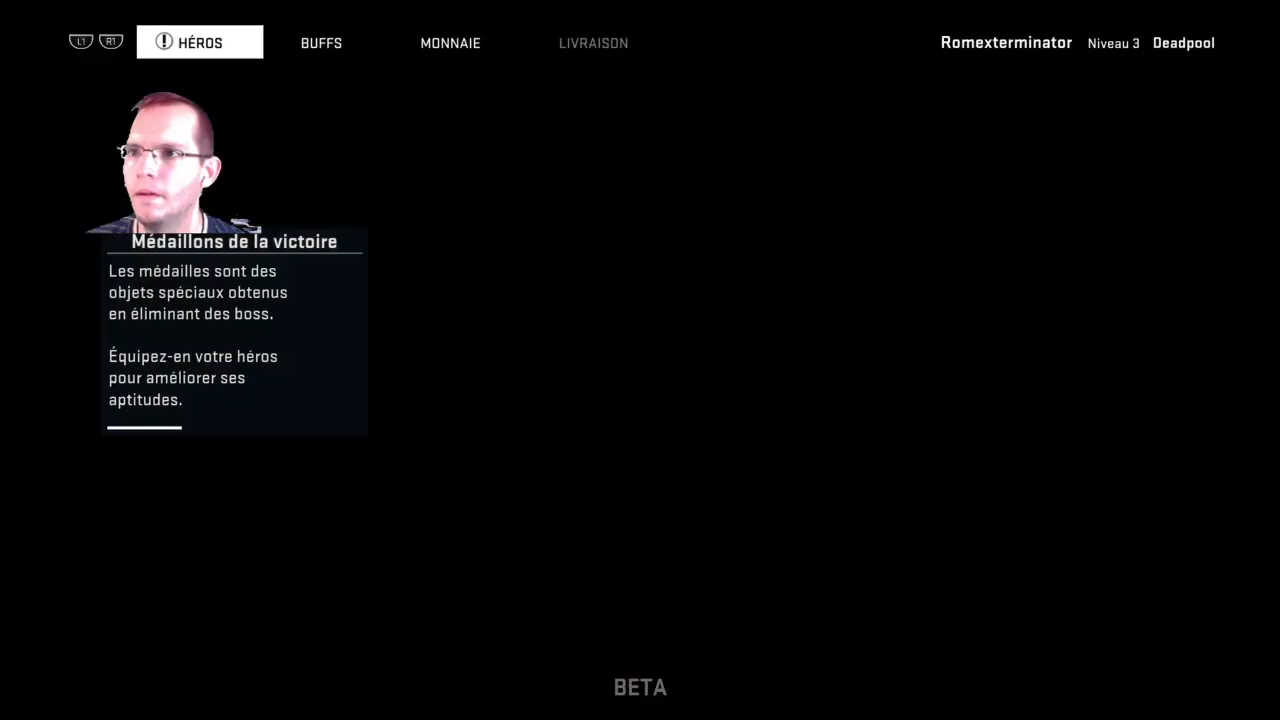 L1 R1 HÉROS BUFFS MONNAIE LIVRAISON Romexterminator Niveau 3 Deadpool
Médaillons de la victoire
Les médailles sont des
objets spéciaux obtenus
en éliminant des boss.
Équipez-en votre héros
pour améliorer ses
aptitudes.
BETA